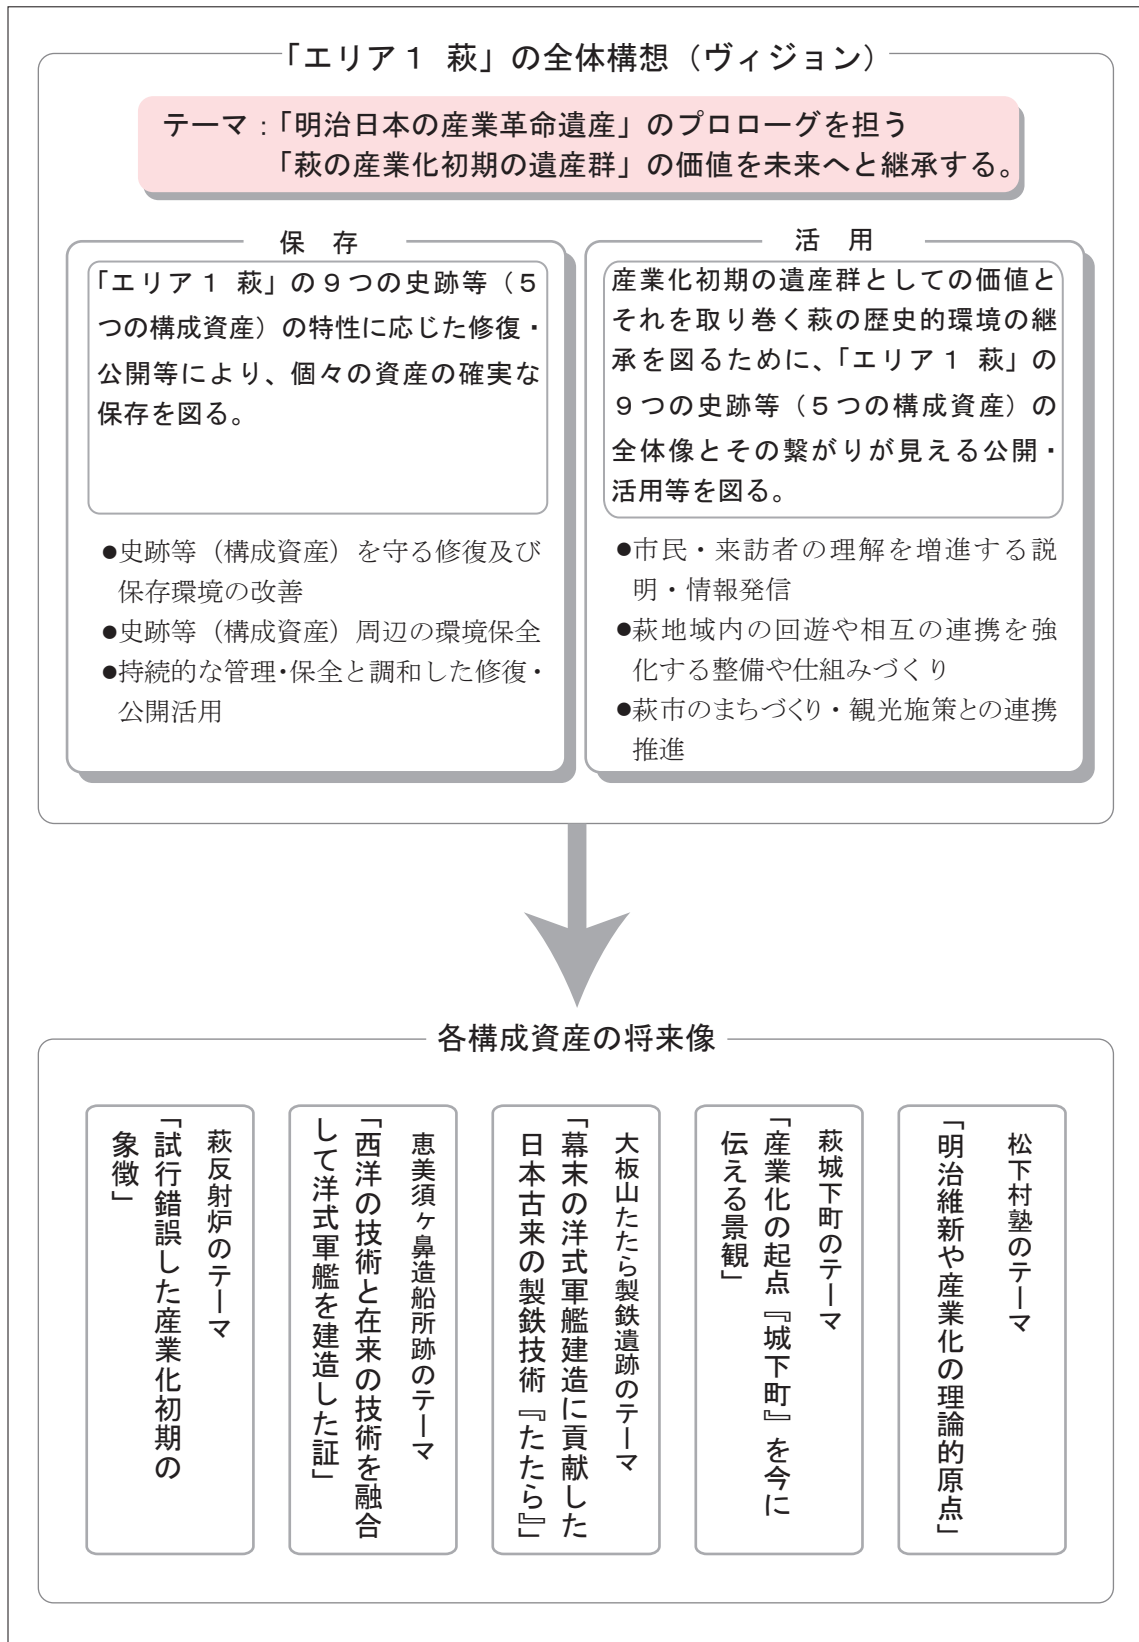 「エリア１ 萩」の全体構想（ヴィジョン）
テーマ：「明治日本の産業革命遺産」のプロローグを担う
「萩の産業化初期の遺産群」の価値を未来へと継承する。
保 存
「エリア１ 萩」の９つの史跡等（５
つの構成資産）の特性に応じた修復・
公開等により、個々の資産の確実な
保存を図る。
●史跡等（構成資産）を守る修復及び
保存環境の改善
●史跡等（構成資産）周辺の環境保全
●持続的な管理・保全と調和した修復・
公開活用
活 用
産業化初期の遺産群としての価値と
それを取り巻く萩の歴史的環境の継
承を図るために、「エリア１ 萩」の
９つの史跡等（５つの構成資産）の
全体像とその繋がりが見える公開・
活用等を図る。
●市民・来訪者の理解を増進する説
明・情報発信
●萩地域内の回遊や相互の連携を強
化する整備や仕組みづくり
●萩市のまちづくり・観光施策との連携
推進
各構成資産の将来像
萩反射炉のテーマ
「試行錯誤した産業化初期の
象徴」
恵美須ヶ鼻造船所跡のテーマ
「西洋の技術と在来の技術を融合
して洋式軍艦を建造した証」
大板山たたら製鉄遺跡のテーマ
「幕末の洋式軍艦建造に貢献した
日本古来の製鉄技術『たたら』」
萩城下町のテーマ
「産業化の起点『城下町』を今に
伝える景観」
松下村塾のテーマ
「明治維新や産業化の理論的原点」